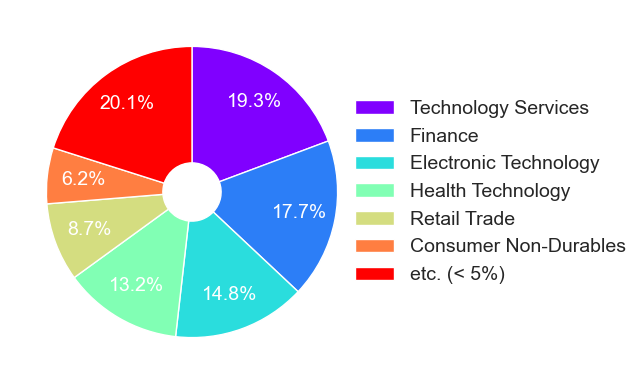 20.1%
19.3%
6.2%
17.7%
8.7%
13.2%
14.8%
Technology Services
Finance
Electronic Technology
Health Technology
Retail Trade
Consumer Non-Durables
etc. (< 5%)